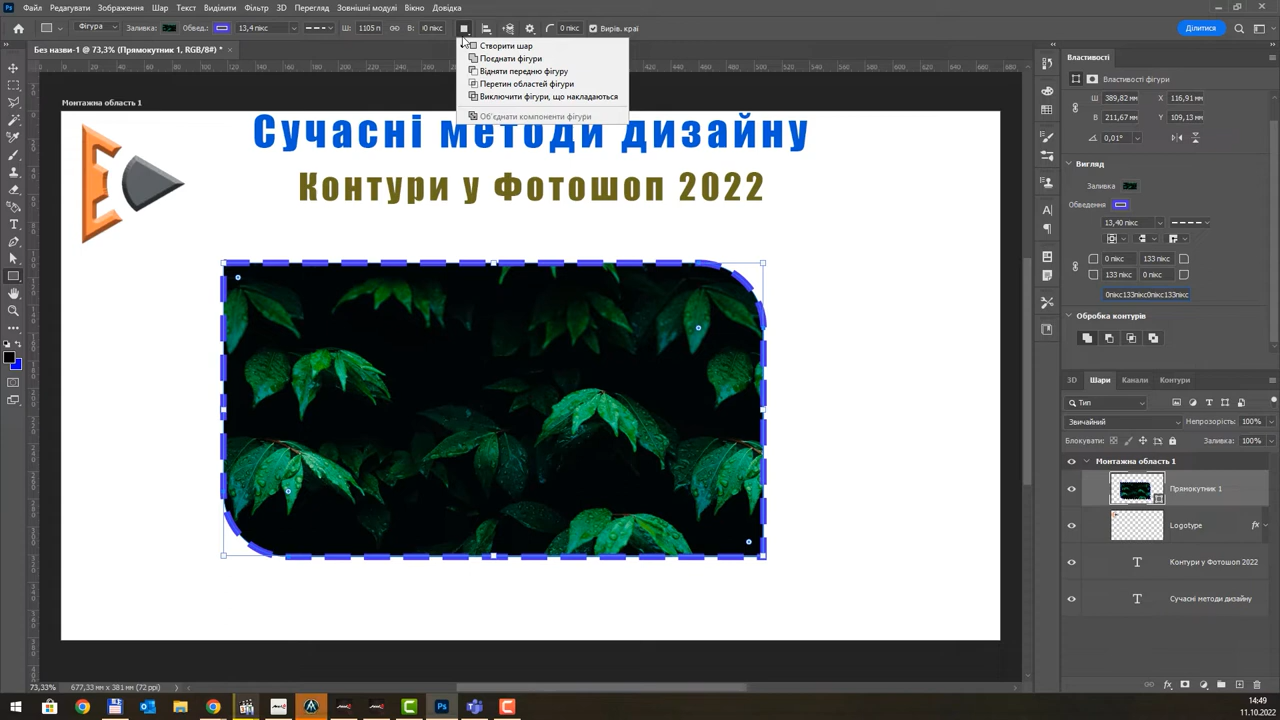 Файл Редагування Зображення Шар Текст Виділити Фільтр 3D Перегляд Зовнішні модулі Вікно Довідка
Фігура Заливка: Обвед.: 13,4 пікс Ш: 1105 п В: 0 пікс Вирів. краї Ділитися
Без назви-1 @ 73,3% (Прямокутник 1, RGB/8#) *
Створити шар
Поєднати фігури
Відняти передню фігуру
Перетин областей фігури
Виключити фігури, що накладаються
Об'єднати компоненти фігури
Монтажна область 1
Сучасні методи дизайну
Контури у Фотошоп 2022
Властивості
Властивості фігури
Ш 389,82 мм X 116,91 мм
В 211,67 мм Y 109,13 мм
0,01°
Вигляд
Заливка
Обведення
13,40 пікс
0 пікс 133 пікс
133 пікс 0 пікс
0пікс133пікс0пікс133пікс
Обробка контурів
3D Шари Канали Контури
Тип
Звичайний Непрозорість: 100%
Блокувати: Заливка: 100%
Монтажна область 1
Прямокутник 1
Logotype fx
Контури у Фотошоп 2022
Сучасні методи дизайну
73,33% 677,33 мм x 381 мм (72 ppi)
14:49
11.10.2022